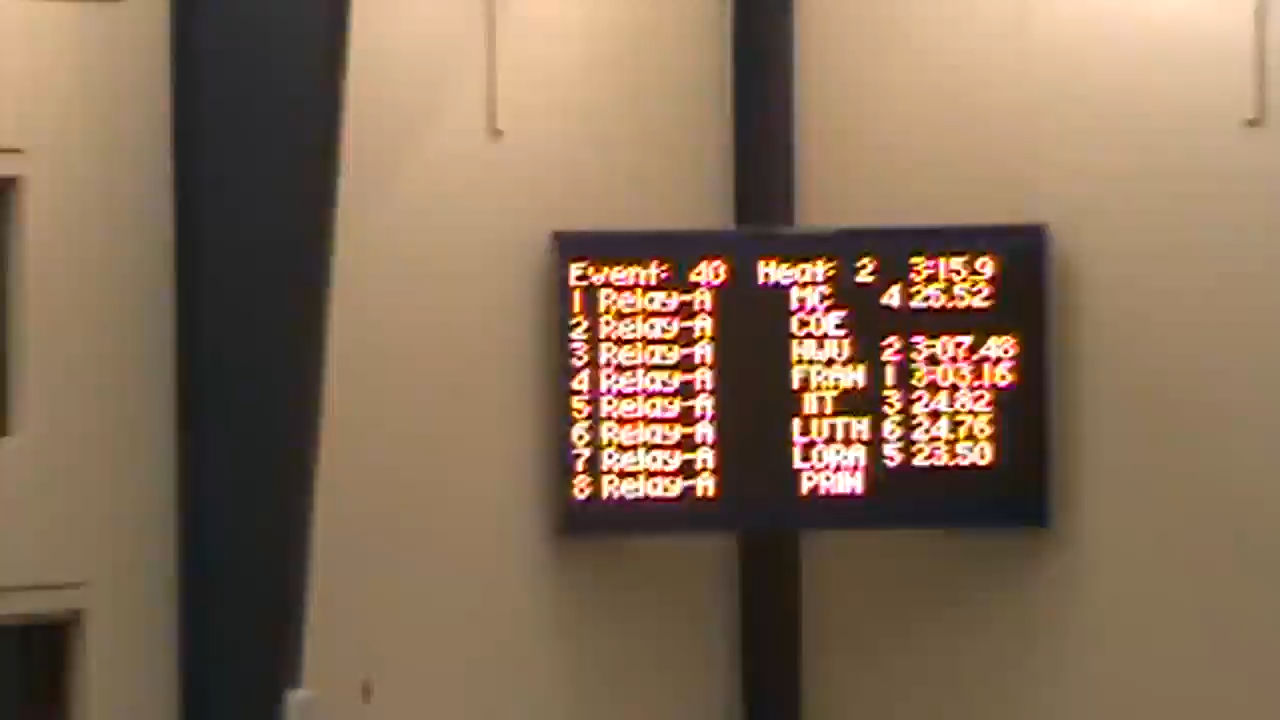 Event: 40 Heat: 2 3:15.9
1 Relay-A MC 4 26.52
2 Relay-A COE
3 Relay-A NWU 2 3:07.48
4 Relay-A FRAN 1 3:03.16
5 Relay-A IIT 3 24.82
6 Relay-A LUTH 6 24.76
7 Relay-A LORA 5 23.50
8 Relay-A PRIN